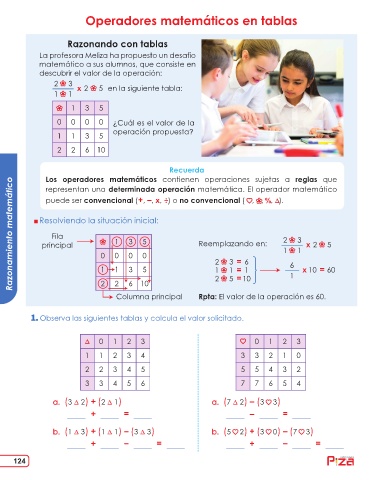 Operadores matemáticos en tablas
Razonando con tablas
La profesora Meliza ha propuesto un desafío
matemático a sus alumnos, que consiste en
descubrir el valor de la operación:
2 ❀ 3
1 ❀ 1
x 2 ❀ 5 en la siguiente tabla:
❀ 1 3 5
0 0 0 0
1 1 3 5
2 2 6 10
¿Cuál es el valor de la
operación propuesta?
Recuerda
Los operadores matemáticos contienen operaciones sujetas a reglas que
representan una determinada operación matemática. El operador matemático
puede ser convencional (+, −, x, ÷) o no convencional (♡, ❀, %, △).
Razonamiento matemático
Resolviendo la situación inicial:
Fila
principal
❀ 1 3 5
0 0 0 0
1 1 3 5
2 2 6 10
Columna principal
Reemplazando en:
2 ❀ 3
1 ❀ 1
x 2 ❀ 5
2 ❀ 3 = 6
1 ❀ 1 = 1
2 ❀ 5 = 10
6
1
x 10 = 60
Rpta: El valor de la operación es 60.
1. Observa las siguientes tablas y calcula el valor solicitado.
△ 0 1 2 3
1 1 2 3 4
2 2 3 4 5
3 3 4 5 6
a. (3 △ 2) + (2 △ 1)
____ + ____ = ____
b. (1 △ 3) + (1 △ 1) − (3 △ 3)
____ + ____ − ____ = ____
♡ 0 1 2 3
3 3 2 1 0
5 5 4 3 2
7 7 6 5 4
a. (7 △ 2) − (3 ♡ 3)
____ − ____ = ____
b. (5 ♡ 2) + (3 ♡ 0) − (7 ♡ 3)
____ + ____ − ____ = ____
124
Piza